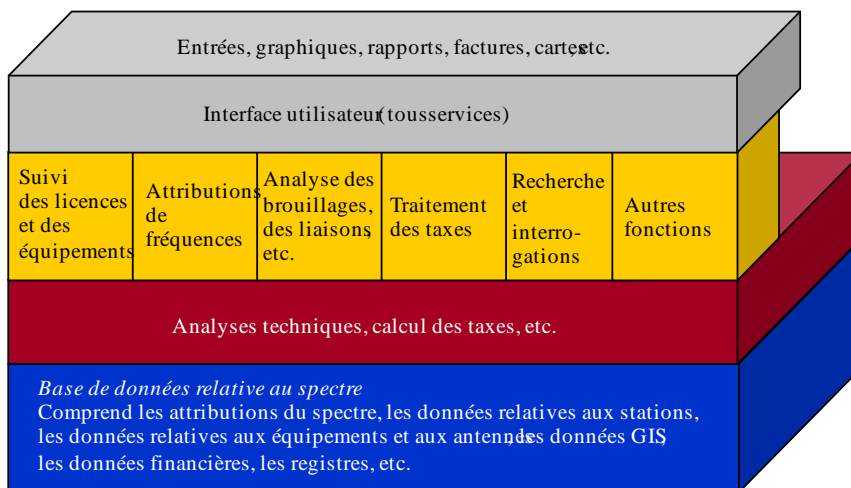 Entrées, graphiques, rapports, factures, cartes, etc.
Interface utilisateur (tous services)
Suivi
des licences
et des
équipements
Attributions
de
fréquences
Analyse des
brouillages,
des liaisons,
etc.
Traitement
des taxes
Recherche
et
interro-
gations
Autres
fonctions
Analyses techniques, calcul des taxes, etc.
Base de données relative au spectre
Comprend les attributions du spectre, les données relatives aux stations,
les données relatives aux équipements et aux antennes, les données GIS,
les données financières, les registres, etc.